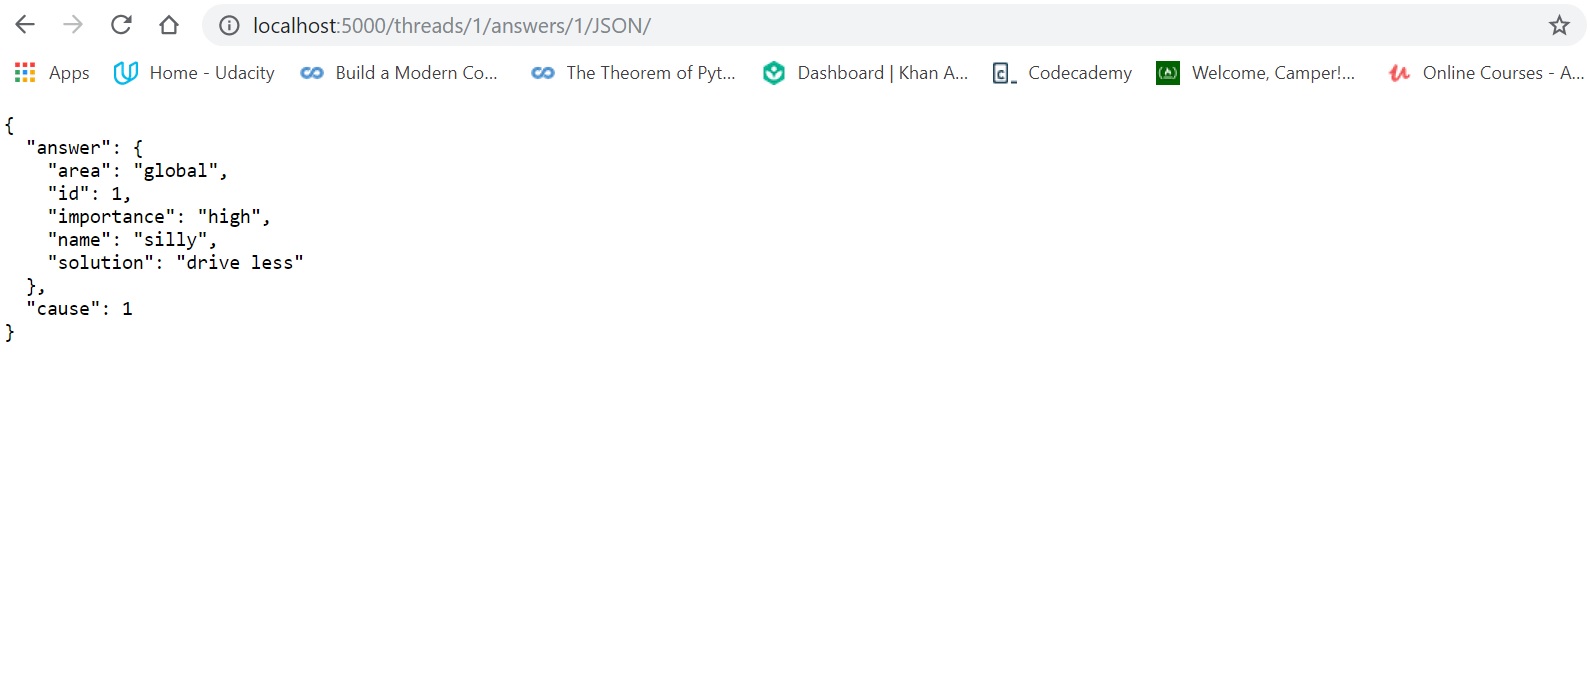 localhost:5000/threads/1/answers/1/JSON/
Apps Home - Udacity Build a Modern Co... The Theorem of Pyt... Dashboard | Khan A... Codecademy Welcome, Camper!... Online Courses - A...
{
  "answer": {
    "area": "global",
    "id": 1,
    "importance": "high",
    "name": "silly",
    "solution": "drive less"
  },
  "cause": 1
}